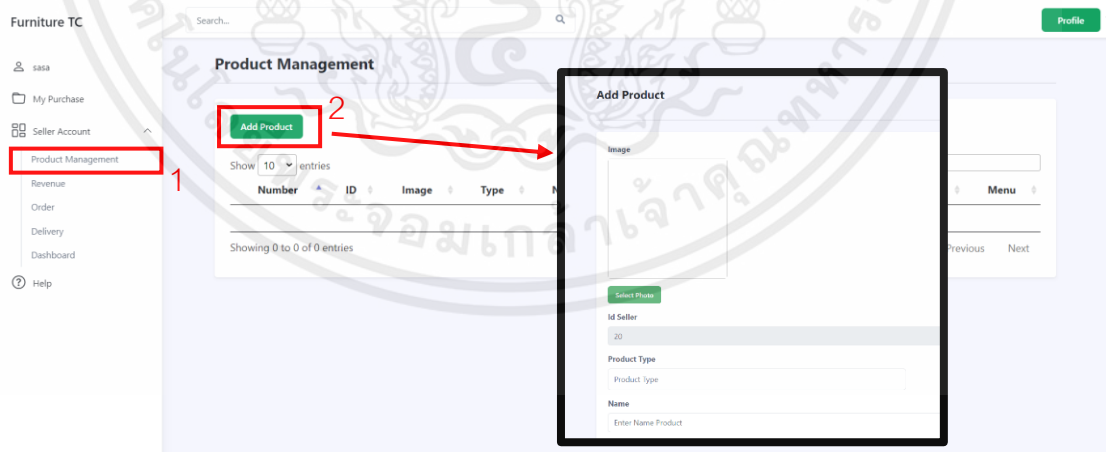 Furniture TC
Search...
Profile
sasa
My Purchase
Seller Account
Product Management
1
Revenue
Order
Delivery
Dashboard
Help
Product Management
Add Product
2
Show 10 entries
Number ID Image Type N Menu
Showing 0 to 0 of 0 entries
Previous Next
Add Product
Image
Select Photo
Id Seller
20
Product Type
Product Type
Name
Enter Name Product